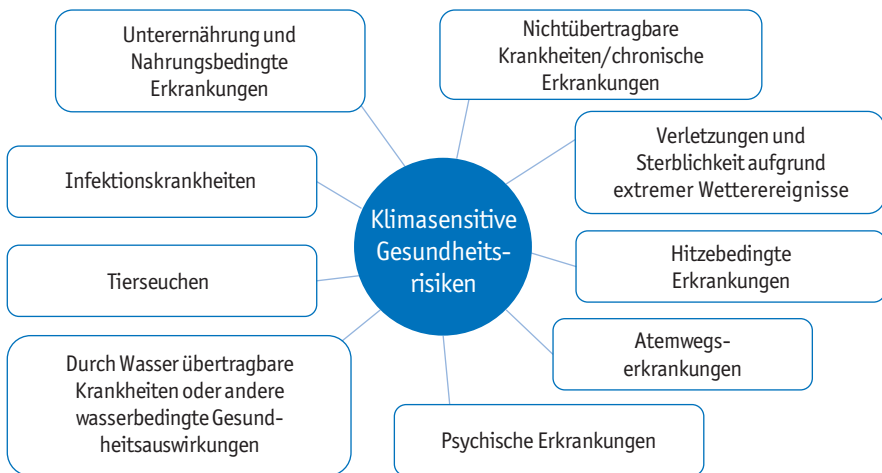 Unterernährung und
Nahrungsbedingte
Erkrankungen
Nichtübertragbare
Krankheiten/chronische
Erkrankungen
Verletzungen und
Sterblichkeit aufgrund
extremer Wetterereignisse
Infektionskrankheiten
Klimasensitive
Gesundheits-
risiken
Hitzebedingte
Erkrankungen
Tierseuchen
Atemwegs-
erkrankungen
Durch Wasser übertragbare
Krankheiten oder andere
wasserbedingte Gesund-
heitsauswirkungen
Psychische Erkrankungen